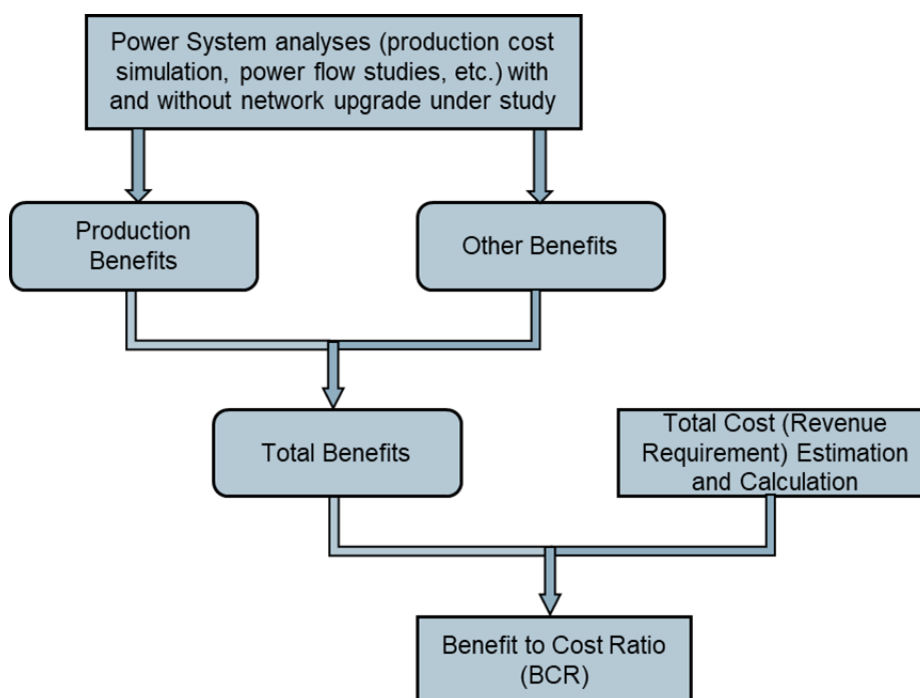 Power System analyses (production cost
simulation, power flow studies, etc.) with
and without network upgrade under study
Production
Benefits
Other Benefits
Total Benefits
Total Cost (Revenue
Requirement) Estimation
and Calculation
Benefit to Cost Ratio
(BCR)